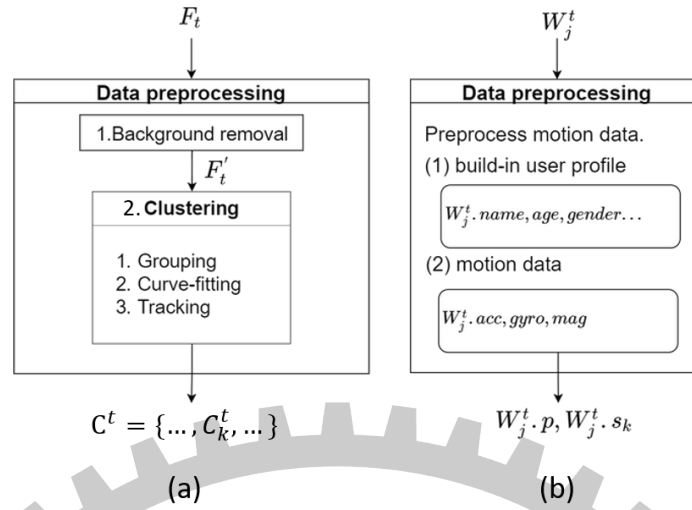 F_t
Data preprocessing
1.Background removal
F_t^'
2. Clustering
1. Grouping
2. Curve-fitting
3. Tracking
C^t = {…, C_k^t, …}
(a)
W_j^t
Data preprocessing
Preprocess motion data.
(1) build-in user profile
W_j^t.name, age, gender...
(2) motion data
W_j^t.acc, gyro, mag
W_j^t.p, W_j^t.s_k
(b)